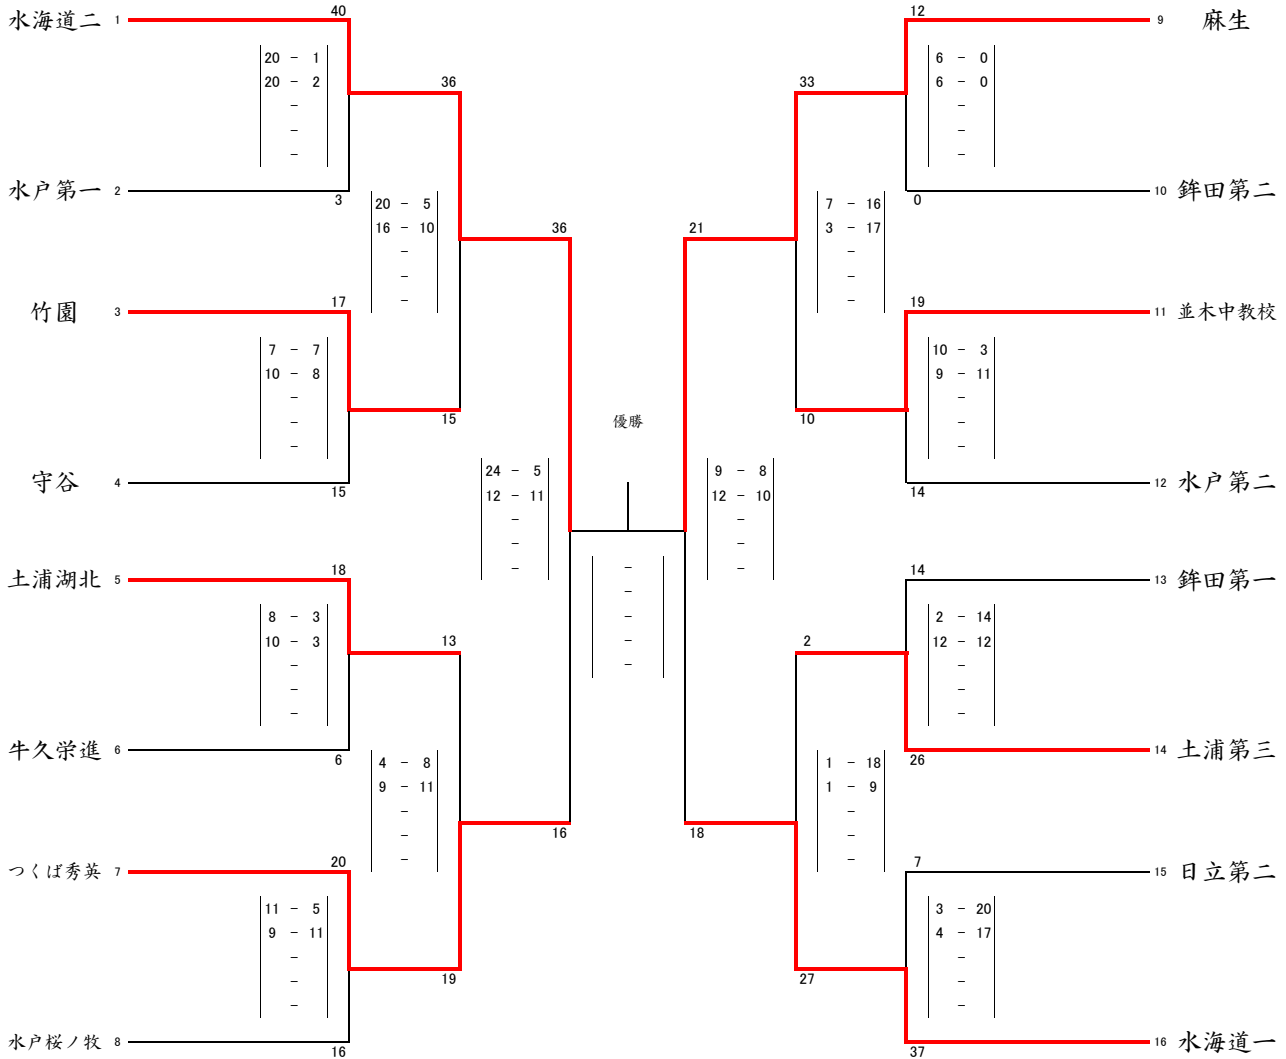 水海道二 1
40
20 - 1
20 - 2
-
-
-
水戸第一 2
3
36
20 - 5
16 - 10
-
-
-
竹園 3
17
7 - 7
10 - 8
-
-
-
15
守谷 4
15
36
24 - 5
12 - 11
-
-
-
土浦湖北 5
18
8 - 3
10 - 3
-
-
-
13
牛久栄進 6
6
4 - 8
9 - 11
-
-
-
16
つくば秀英 7
20
11 - 5
9 - 11
-
-
-
19
水戸桜ノ牧 8
16
優勝
-
-
-
-
-
12
9 麻生
6 - 0
6 - 0
-
-
-
33
10 鉾田第二
0
7 - 16
3 - 17
-
-
-
21
19
11 並木中教校
10 - 3
9 - 11
-
-
-
10
12 水戸第二
14
9 - 8
12 - 10
-
-
-
14
13 鉾田第一
2 - 14
12 - 12
-
-
-
2
14 土浦第三
26
1 - 18
1 - 9
-
-
-
18
7
15 日立第二
3 - 20
4 - 17
-
-
-
27
16 水海道一
37